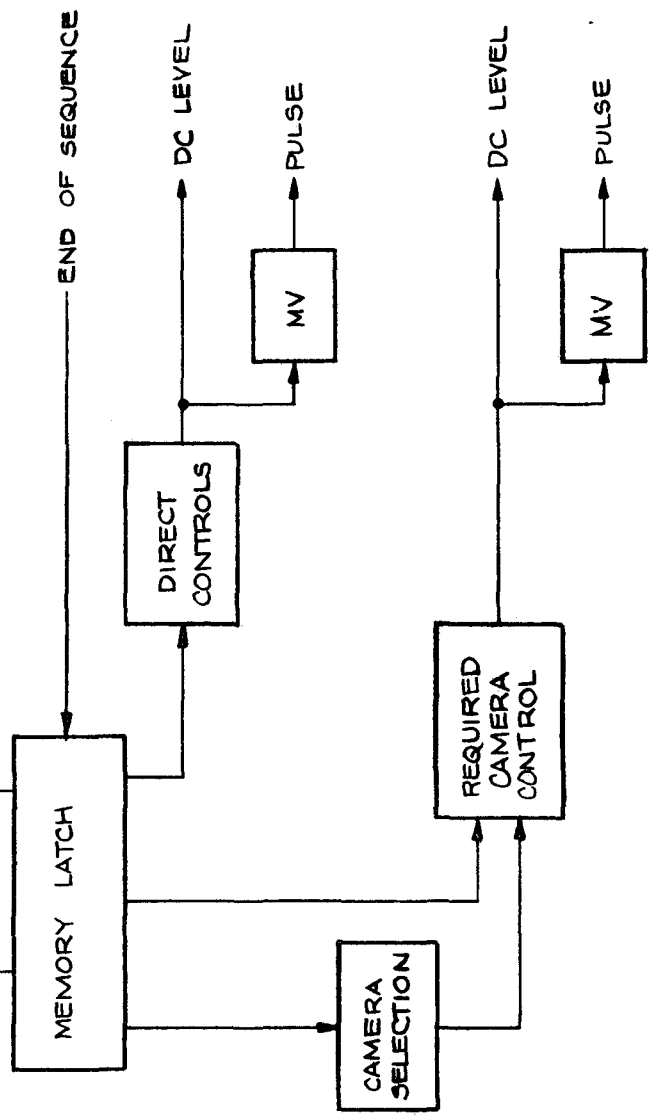 END OF SEQUENCE
MEMORY LATCH
DIRECT
CONTROLS
DC LEVEL
MV
PULSE
CAMERA
SELECTION
REQUIRED
CAMERA
CONTROL
DC LEVEL
MV
PULSE